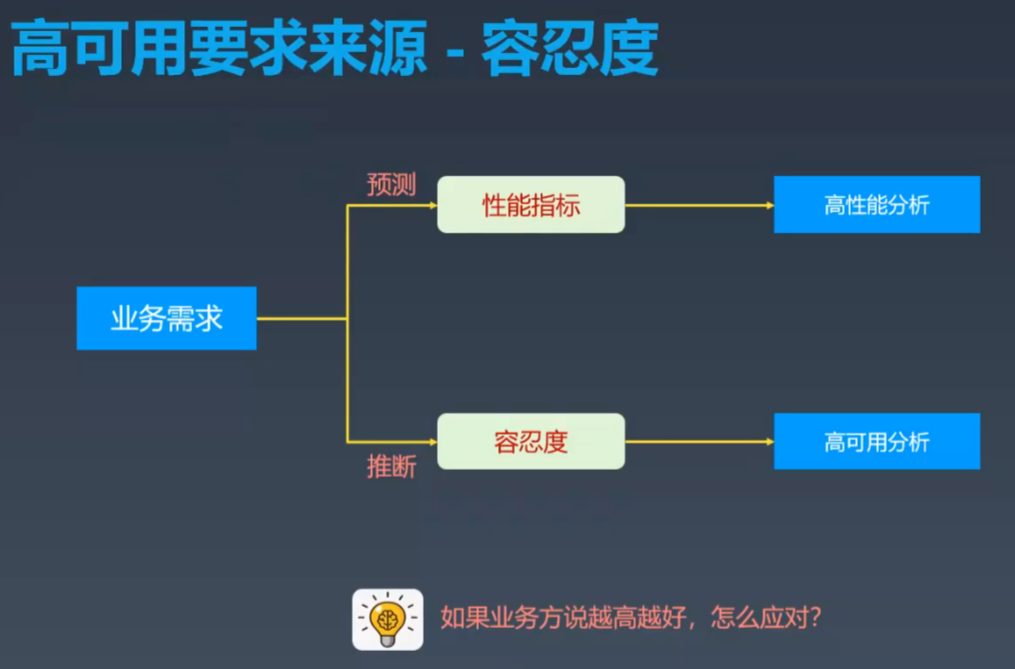 高可用要求来源 - 容忍度
预测
性能指标
高性能分析
业务需求
容忍度
高可用分析
推断
如果业务方说越高越好，怎么应对？